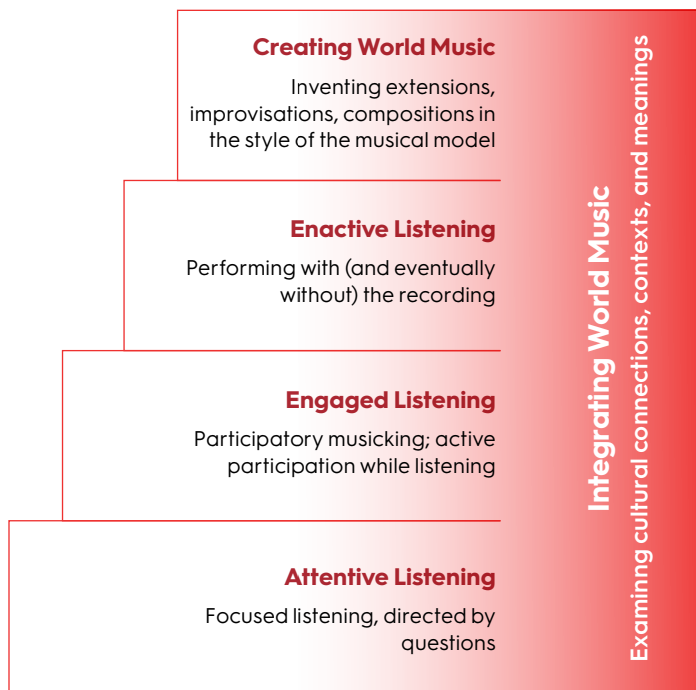 Creating World Music
Inventing extensions,
improvisations, compositions in
the style of the musical model
Enactive Listening
Performing with (and eventually
without) the recording
Engaged Listening
Participatory musicking; active
participation while listening
Attentive Listening
Focused listening, directed by
questions
Integrating World Music
Examinng cultural connections, contexts, and meanings